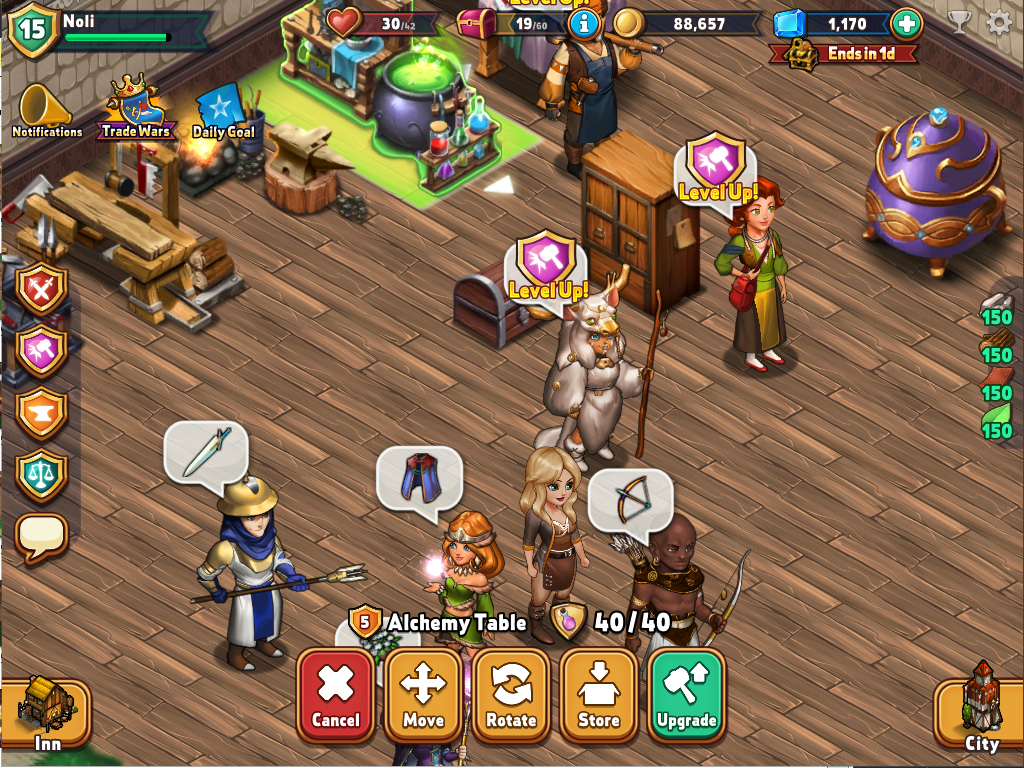 Level Up!
15 Noli
30/42
19/60
i
88,657
1,170
Ends in 1d
Notifications
Trade Wars
Daily Goal
Level Up!
Level Up!
150
150
150
150
5 Alchemy Table 40/40
Cancel
Move
Rotate
Store
Upgrade
Inn
City